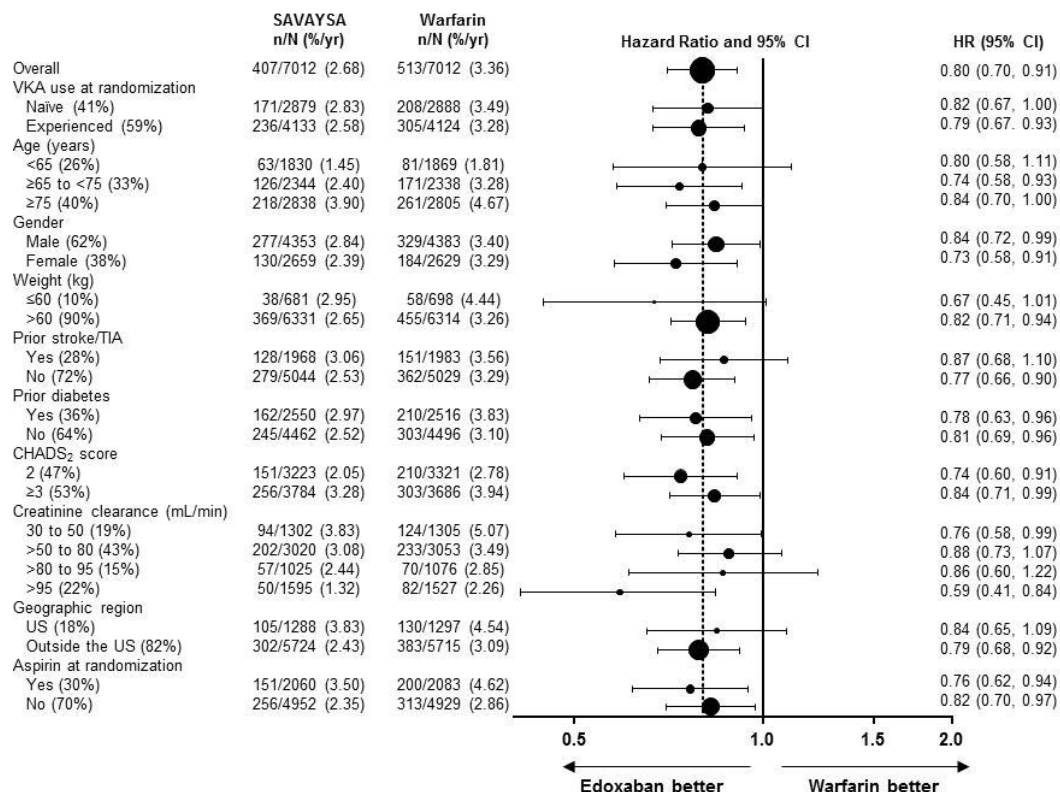 SAVAYSA Warfarin
n/N (%/yr) n/N (%/yr) Hazard Ratio and 95% CI HR (95% CI)
Overall 407/7012 (2.68) 513/7012 (3.36) 0.80 (0.70, 0.91)
VKA use at randomization
Naïve (41%) 171/2879 (2.83) 208/2888 (3.49) 0.82 (0.67, 1.00)
Experienced (59%) 236/4133 (2.58) 305/4124 (3.28) 0.79 (0.67. 0.93)
Age (years)
<65 (26%) 63/1830 (1.45) 81/1869 (1.81) 0.80 (0.58, 1.11)
≥65 to <75 (33%) 126/2344 (2.40) 171/2338 (3.28) 0.74 (0.58, 0.93)
≥75 (40%) 218/2838 (3.90) 261/2805 (4.67) 0.84 (0.70, 1.00)
Gender
Male (62%) 277/4353 (2.84) 329/4383 (3.40) 0.84 (0.72, 0.99)
Female (38%) 130/2659 (2.39) 184/2629 (3.29) 0.73 (0.58, 0.91)
Weight (kg)
≤60 (10%) 38/681 (2.95) 58/698 (4.44) 0.67 (0.45, 1.01)
>60 (90%) 369/6331 (2.65) 455/6314 (3.26) 0.82 (0.71, 0.94)
Prior stroke/TIA
Yes (28%) 128/1968 (3.06) 151/1983 (3.56) 0.87 (0.68, 1.10)
No (72%) 279/5044 (2.53) 362/5029 (3.29) 0.77 (0.66, 0.90)
Prior diabetes
Yes (36%) 162/2550 (2.97) 210/2516 (3.83) 0.78 (0.63, 0.96)
No (64%) 245/4462 (2.52) 303/4496 (3.10) 0.81 (0.69, 0.96)
CHADS₂ score
2 (47%) 151/3223 (2.05) 210/3321 (2.78) 0.74 (0.60, 0.91)
≥3 (53%) 256/3784 (3.28) 303/3686 (3.94) 0.84 (0.71, 0.99)
Creatinine clearance (mL/min)
30 to 50 (19%) 94/1302 (3.83) 124/1305 (5.07) 0.76 (0.58, 0.99)
>50 to 80 (43%) 202/3020 (3.08) 233/3053 (3.49) 0.88 (0.73, 1.07)
>80 to 95 (15%) 57/1025 (2.44) 70/1076 (2.85) 0.86 (0.60, 1.22)
>95 (22%) 50/1595 (1.32) 82/1527 (2.26) 0.59 (0.41, 0.84)
Geographic region
US (18%) 105/1288 (3.83) 130/1297 (4.54) 0.84 (0.65, 1.09)
Outside the US (82%) 302/5724 (2.43) 383/5715 (3.09) 0.79 (0.68, 0.92)
Aspirin at randomization
Yes (30%) 151/2060 (3.50) 200/2083 (4.62) 0.76 (0.62, 0.94)
No (70%) 256/4952 (2.35) 313/4929 (2.86) 0.82 (0.70, 0.97)
0.5 1.0 1.5 2.0
Edoxaban better Warfarin better